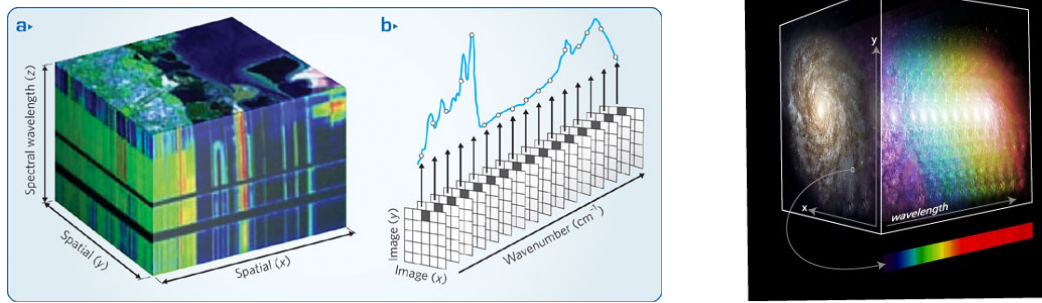 a
b
Spectral wavelength (z)
Spatial (y)
Spatial (x)
Image (y)
Image (x)
Wavenumber (cm⁻¹)
y
x
wavelength